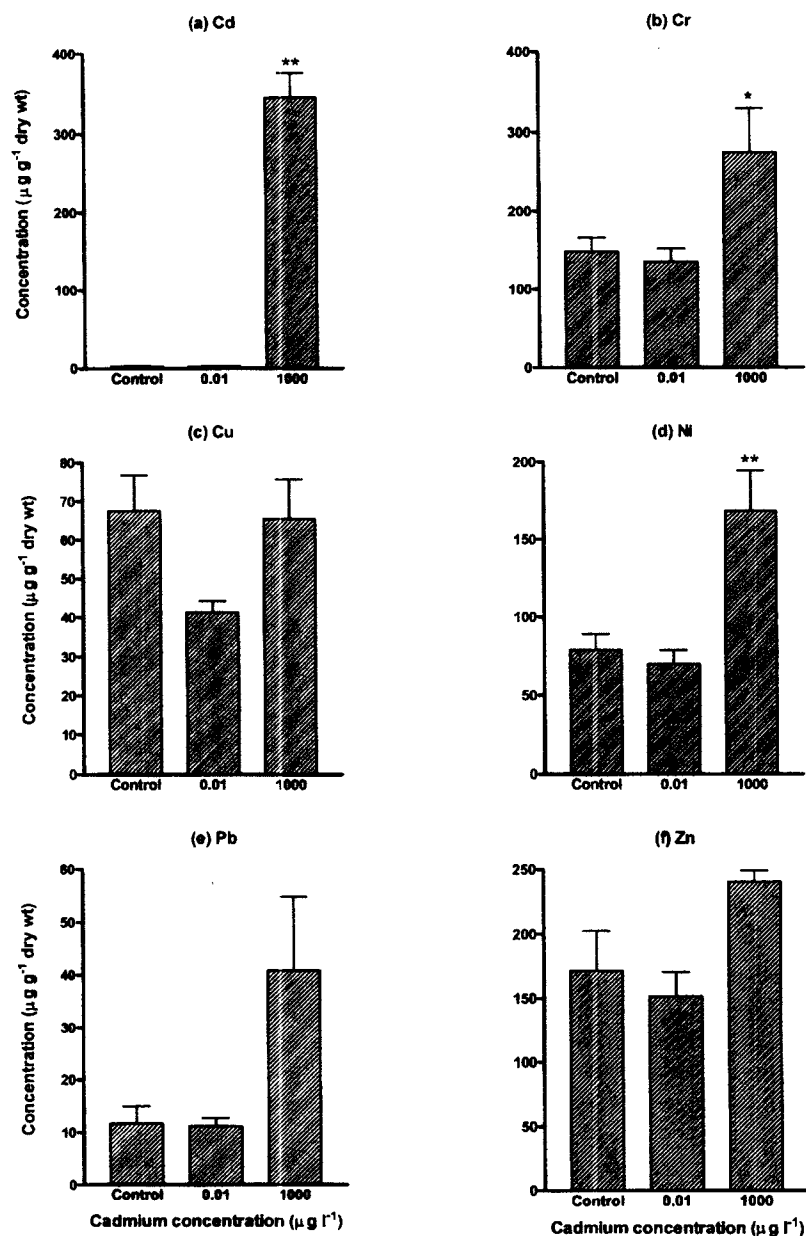 (a) Cd
Concentration (µg g⁻¹ dry wt)
400
300
200
100
0
**
Control 0.01 1000
(b) Cr
400
300
200
150
100
0
*
Control 0.01 1000
(c) Cu
Concentration (µg g⁻¹ dry wt)
80
70
60
50
40
30
20
10
0
Control 0.01 1000
(d) Ni
200
150
100
50
0
**
Control 0.01 1000
(e) Pb
Concentration (µg g⁻¹ dry wt)
60
50
40
30
20
10
0
Control 0.01 1000
Cadmium concentration (µg l⁻¹)
(f) Zn
250
200
150
100
50
0
Control 0.01 1000
Cadmium concentration (µg l⁻¹)